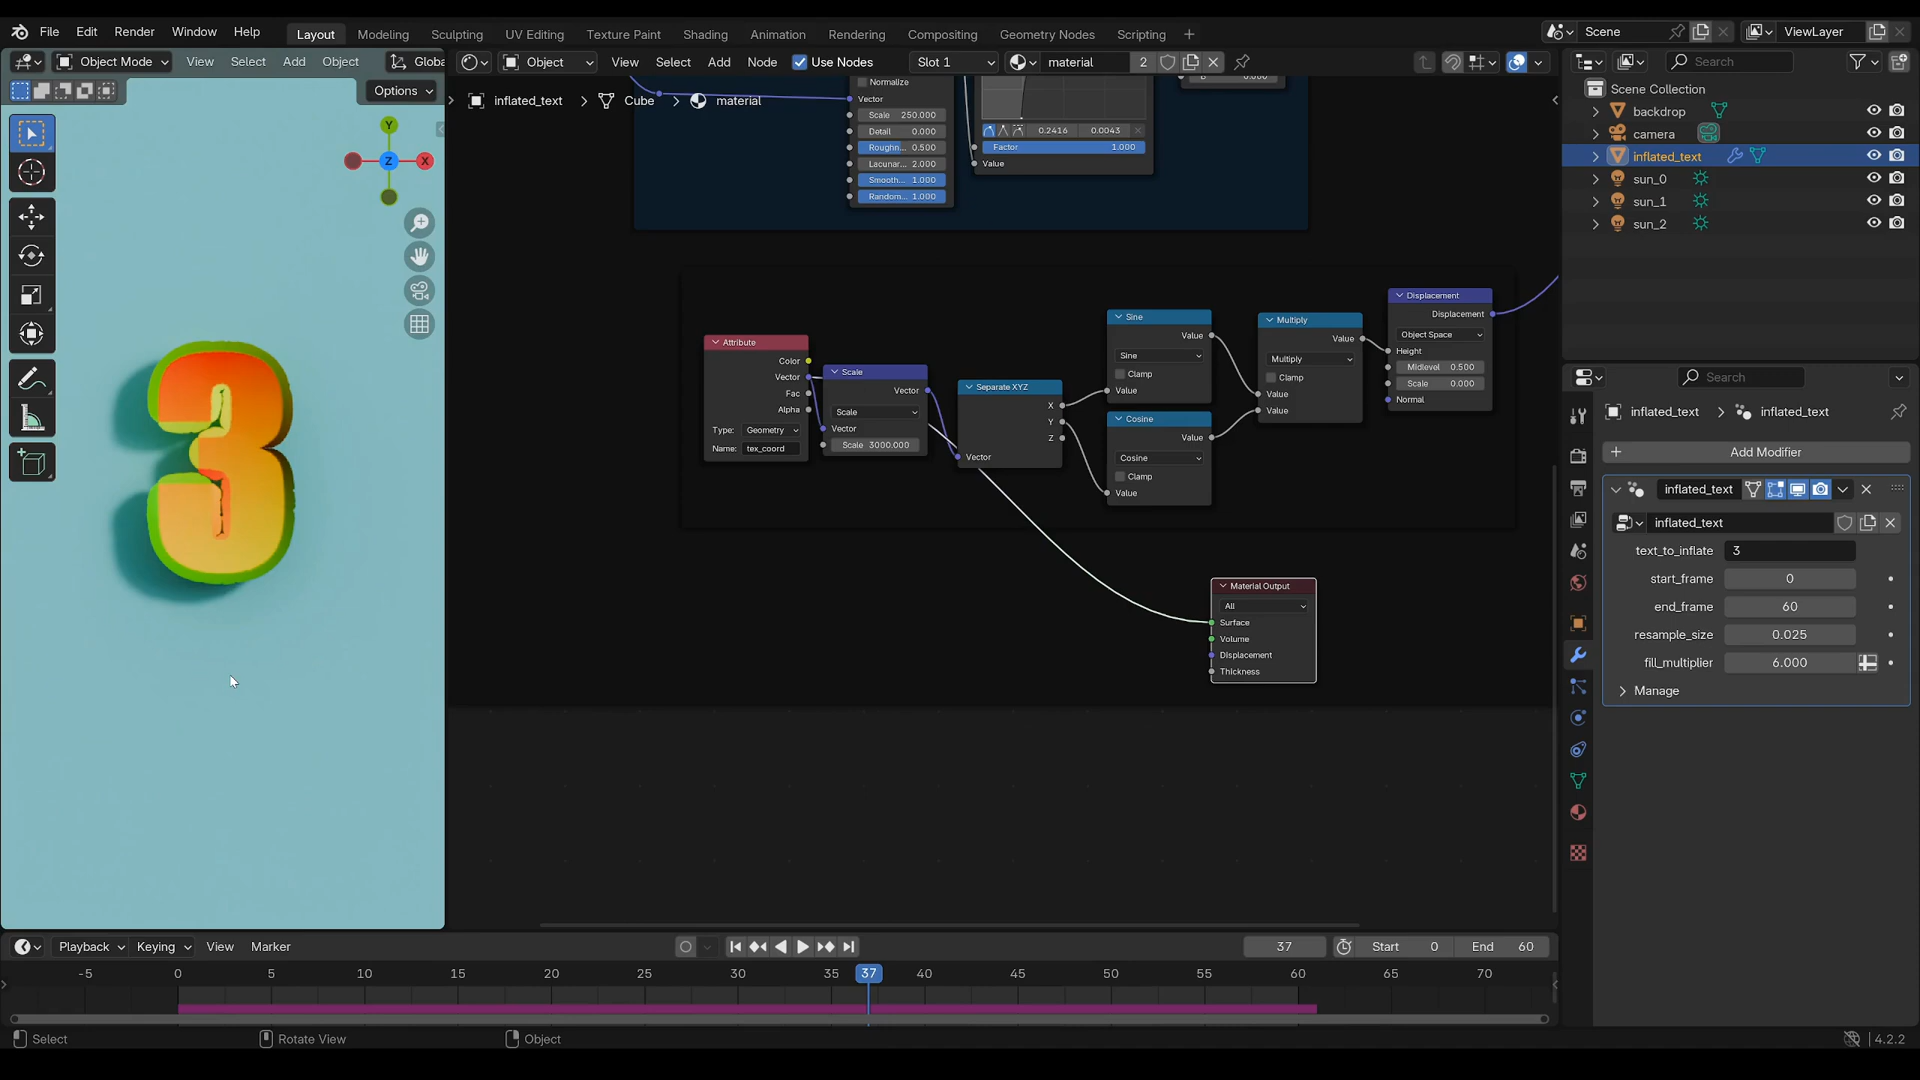 File Edit Render Window Help Layout Modeling Sculpting UV Editing Texture Paint Shading Animation Rendering Compositing Geometry Nodes Scripting + Scene ViewLayer
Object Mode View Select Add Object Globa Object View Select Add Node Use Nodes Slot 1 material 2 Search
Options
inflated_text > Cube > material
Scene Collection
backdrop
camera
inflated_text
sun_0
sun_1
sun_2
Y
Z
X
3
Normalize
Vector
Scale 250.000
Detail 0.000
Roughn... 0.500
Lacunar... 2.000
Smooth... 1.000
Random... 1.000
0.2416 0.0043
Factor 1.000
Value
0.000
Attribute
Color
Vector
Fac
Alpha
Type: Geometry
Name: tex_coord
Scale
Vector
Scale
Vector
Scale 3000.000
Separate XYZ
X
Y
Z
Vector
Sine
Value
Sine
Clamp
Value
Cosine
Value
Cosine
Clamp
Value
Multiply
Value
Multiply
Clamp
Value
Value
Displacement
Displacement
Object Space
Height
Midlevel 0.500
Scale 0.000
Normal
Material Output
All
Surface
Volume
Displacement
Thickness
Search
inflated_text > inflated_text
+ Add Modifier
inflated_text
inflated_text
text_to_inflate 3
start_frame 0
end_frame 60
resample_size 0.025
fill_multiplier 6.000
Manage
Playback Keying View Marker 37 Start 0 End 60
-5 0 5 10 15 20 25 30 35 37 40 45 50 55 60 65 70
Select Rotate View Object 4.2.2